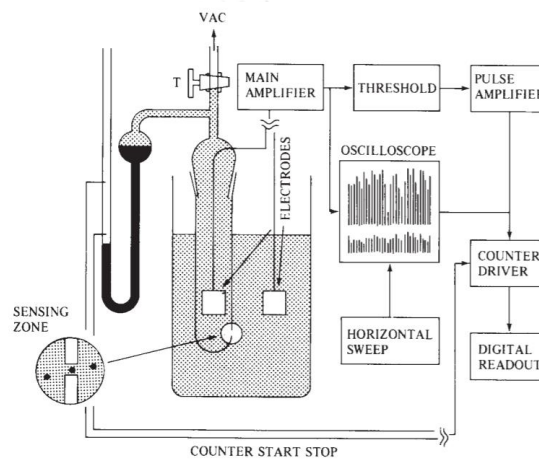 VAC
T
MAIN
AMPLIFIER
THRESHOLD
PULSE
AMPLIFIER
OSCILLOSCOPE
ELECTRODES
COUNTER
DRIVER
SENSING
ZONE
HORIZONTAL
SWEEP
DIGITAL
READOUT
COUNTER START STOP